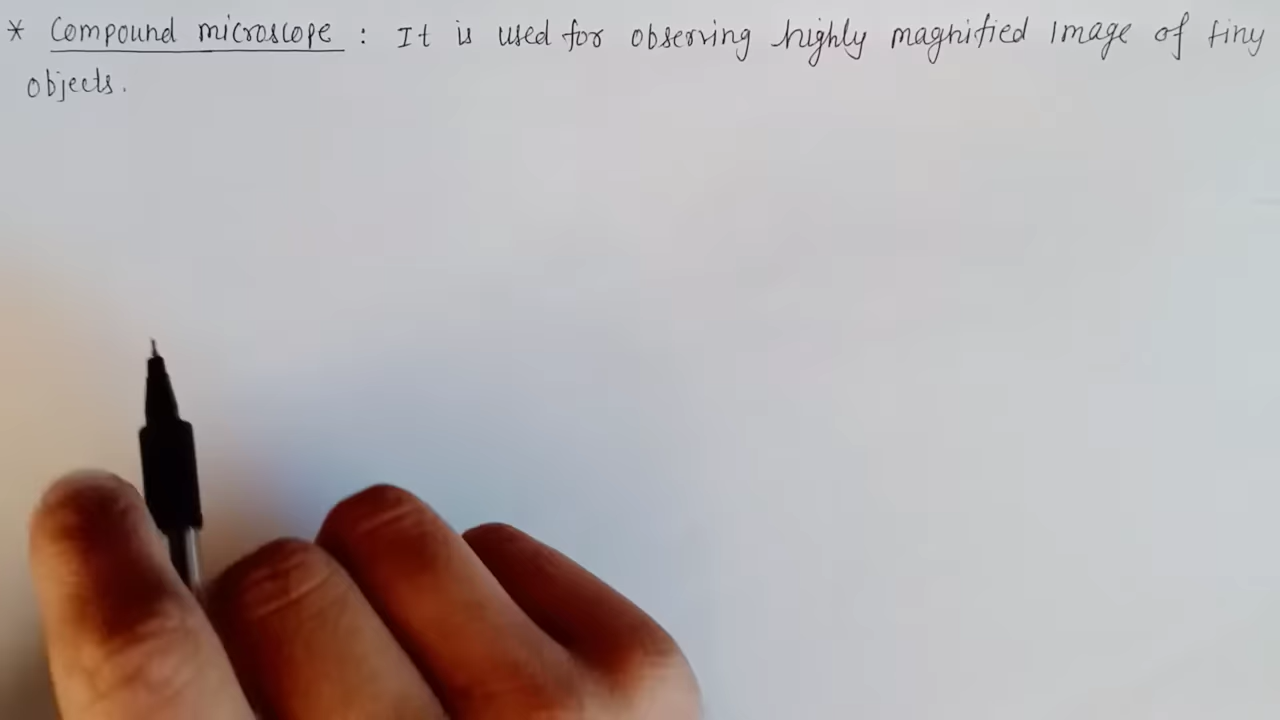 * Compound microscope : It is used for observing highly magnified image of tiny
objects.